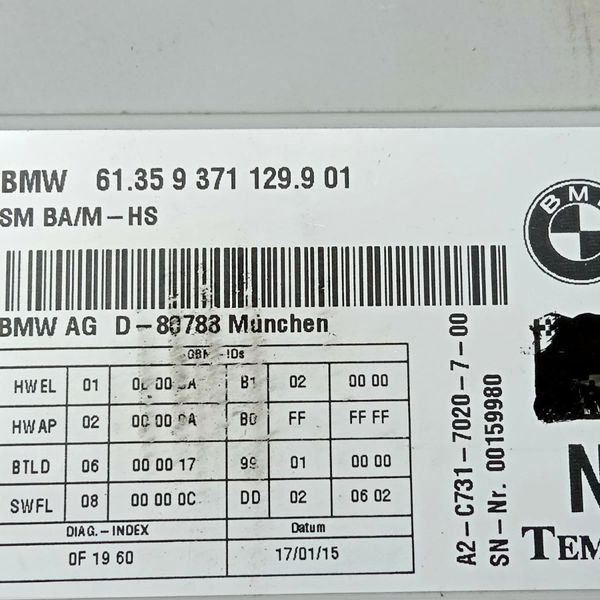 BMW 61.35 9 371 129.9 01
SM BA/M-HS
BMW
BMW AG D-80788 München
HWEL 01 B1 02 00 00
HWAP 02 B0 FF FF FF
BTLD 06 00 00 17 99 01 00 00
SWFL 08 00 00 0C DD 02 06 02
DIAG.-INDEX Datum
0F 19 60 17/01/15
A2-C731-7020-7-00
SN-Nr. 00159980